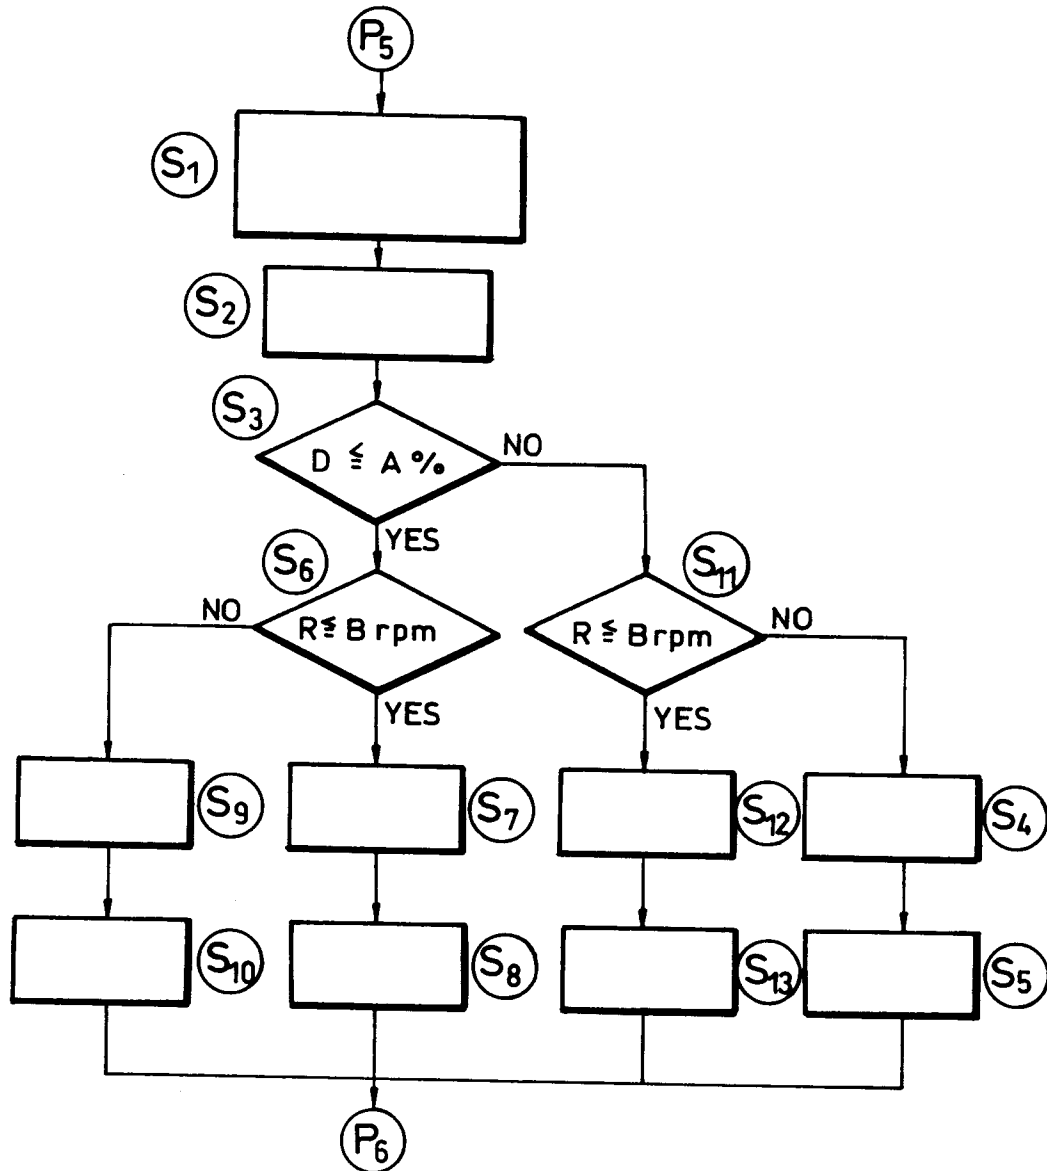 P5
S1
S2
S3
D ≦ A %
NO
YES
S6
S11
NO
R ≦ B rpm
R ≦ B rpm
NO
YES
YES
S9
S7
S12
S4
S10
S8
S13
S5
P6